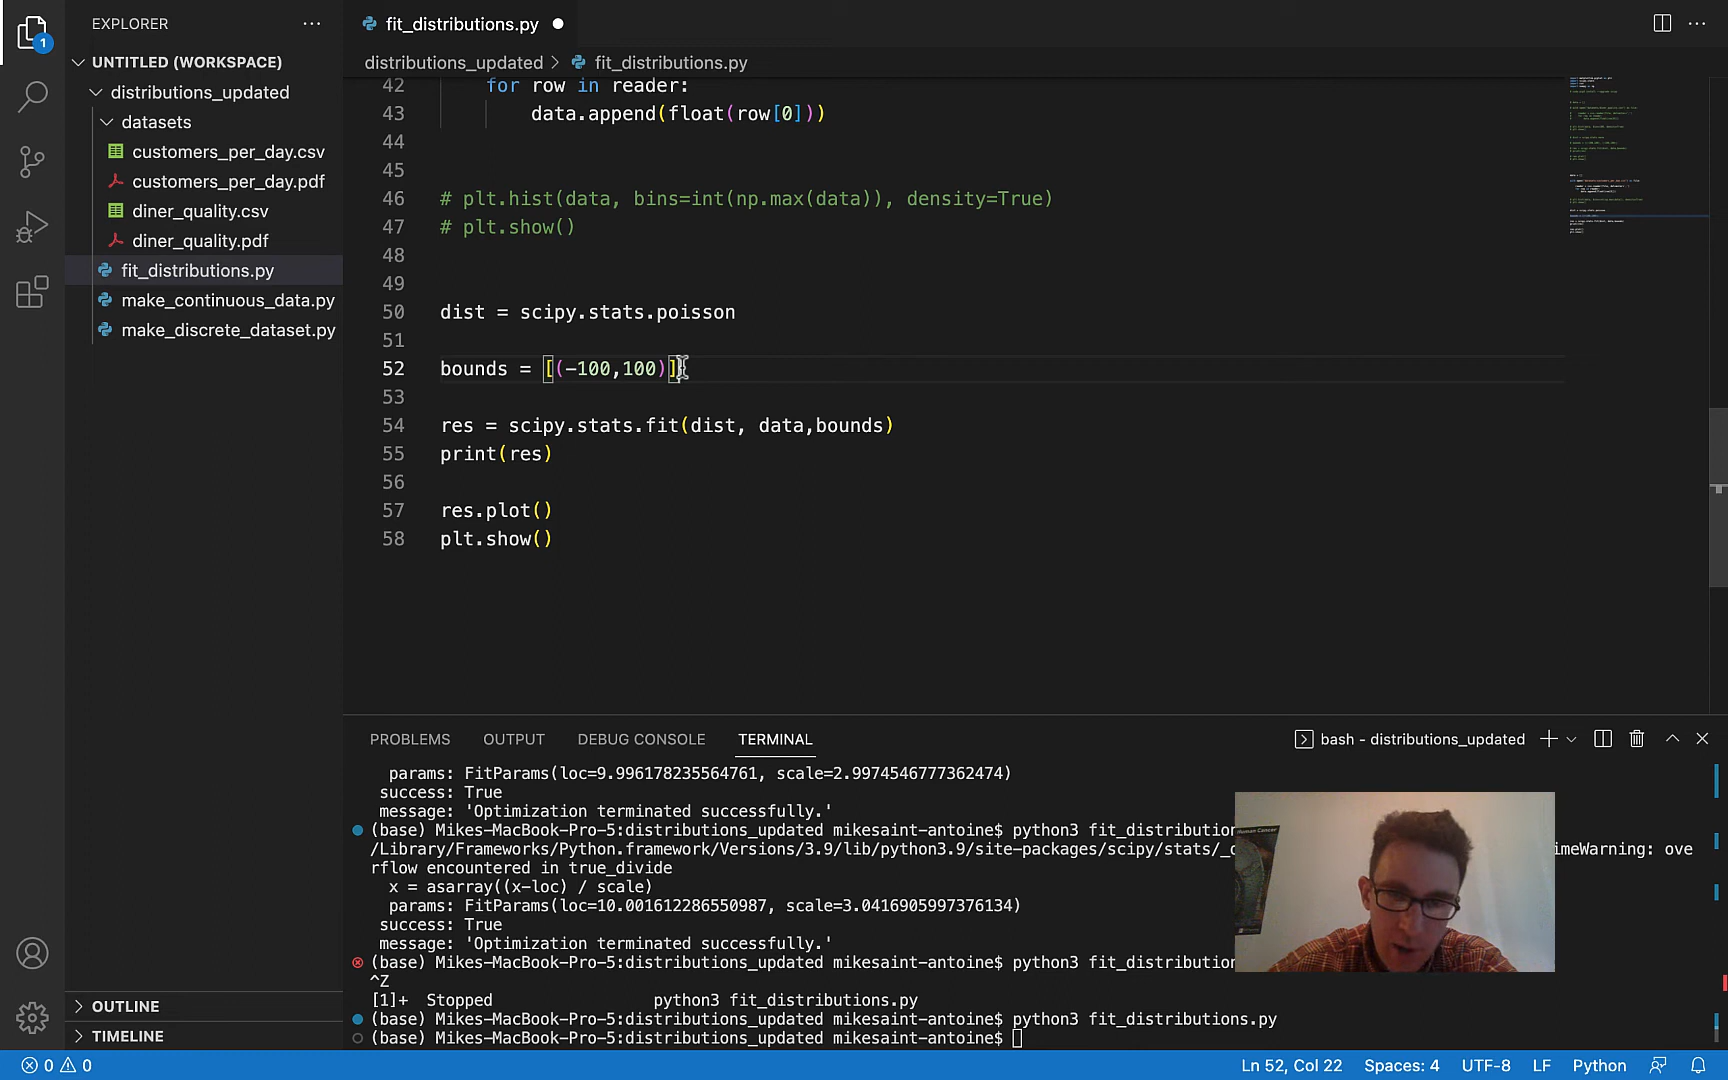 EXPLORER
UNTITLED (WORKSPACE)
distributions_updated
datasets
customers_per_day.csv
customers_per_day.pdf
diner_quality.csv
diner_quality.pdf
fit_distributions.py
make_continuous_data.py
make_discrete_dataset.py
OUTLINE
TIMELINE
1
fit_distributions.py
distributions_updated > fit_distributions.py
42 for row in reader:
43 data.append(float(row[0]))
44
45
46 # plt.hist(data, bins=int(np.max(data)), density=True)
47 # plt.show()
48
49
50 dist = scipy.stats.poisson
51
52 bounds = [(-100,100)]
53
54 res = scipy.stats.fit(dist, data,bounds)
55 print(res)
56
57 res.plot()
58 plt.show()
PROBLEMS OUTPUT DEBUG CONSOLE TERMINAL bash - distributions_updated
params: FitParams(loc=9.996178235564761, scale=2.9974546777362474)
success: True
message: 'Optimization terminated successfully.'
(base) Mikes-MacBook-Pro-5:distributions_updated mikesaint-antoine$ python3 fit_distribution
/Library/Frameworks/Python.framework/Versions/3.9/lib/python3.9/site-packages/scipy/stats/ imeWarning: ove
rflow encountered in true_divide
x = asarray((x-loc) / scale)
params: FitParams(loc=10.001612286550987, scale=3.0416905997376134)
success: True
message: 'Optimization terminated successfully.'
(base) Mikes-MacBook-Pro-5:distributions_updated mikesaint-antoine$ python3 fit_distribution
^Z
[1]+ Stopped python3 fit_distributions.py
(base) Mikes-MacBook-Pro-5:distributions_updated mikesaint-antoine$ python3 fit_distributions.py
(base) Mikes-MacBook-Pro-5:distributions_updated mikesaint-antoine$
Human Cancer
0 0 Ln 52, Col 22 Spaces: 4 UTF-8 LF Python